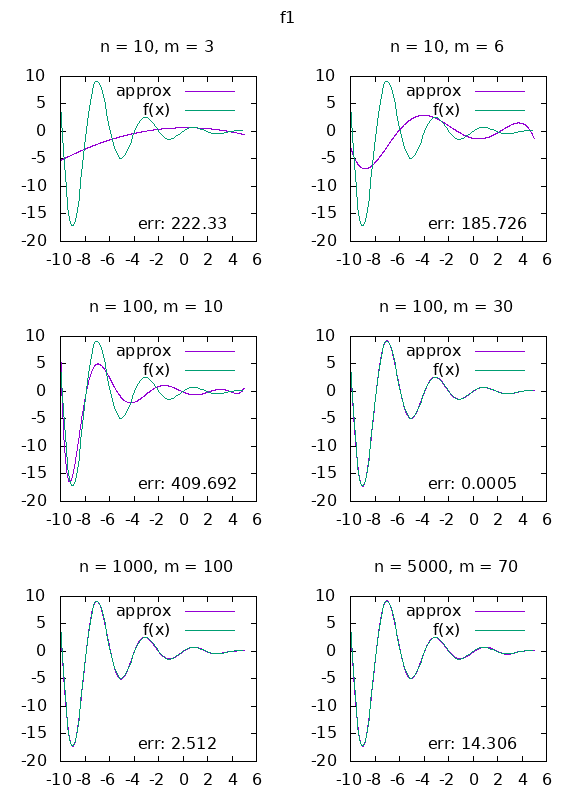 f1
n = 10, m = 3
10
5
0
-5
-10
-15
-20
approx
f(x)
err: 222.33
-10 -8 -6 -4 -2 0 2 4 6
n = 10, m = 6
10
5
0
-5
-10
-15
-20
approx
f(x)
err: 185.726
-10 -8 -6 -4 -2 0 2 4 6
n = 100, m = 10
10
5
0
-5
-10
-15
-20
approx
f(x)
err: 409.692
-10 -8 -6 -4 -2 0 2 4 6
n = 100, m = 30
10
5
0
-5
-10
-15
-20
approx
f(x)
err: 0.0005
-10 -8 -6 -4 -2 0 2 4 6
n = 1000, m = 100
10
5
0
-5
-10
-15
-20
approx
f(x)
err: 2.512
-10 -8 -6 -4 -2 0 2 4 6
n = 5000, m = 70
10
5
0
-5
-10
-15
-20
approx
f(x)
err: 14.306
-10 -8 -6 -4 -2 0 2 4 6